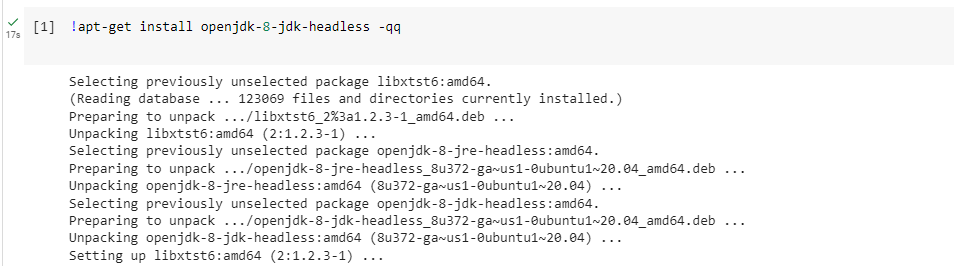 [1] !apt-get install openjdk-8-jdk-headless -qq
17s
Selecting previously unselected package libxtst6:amd64.
(Reading database ... 123069 files and directories currently installed.)
Preparing to unpack .../libxtst6_2%3a1.2.3-1_amd64.deb ...
Unpacking libxtst6:amd64 (2:1.2.3-1) ...
Selecting previously unselected package openjdk-8-jre-headless:amd64.
Preparing to unpack .../openjdk-8-jre-headless_8u372-ga~us1-0ubuntu1~20.04_amd64.deb ...
Unpacking openjdk-8-jre-headless:amd64 (8u372-ga~us1-0ubuntu1~20.04) ...
Selecting previously unselected package openjdk-8-jdk-headless:amd64.
Preparing to unpack .../openjdk-8-jdk-headless_8u372-ga~us1-0ubuntu1~20.04_amd64.deb ...
Unpacking openjdk-8-jdk-headless:amd64 (8u372-ga~us1-0ubuntu1~20.04) ...
Setting up libxtst6:amd64 (2:1.2.3-1) ...